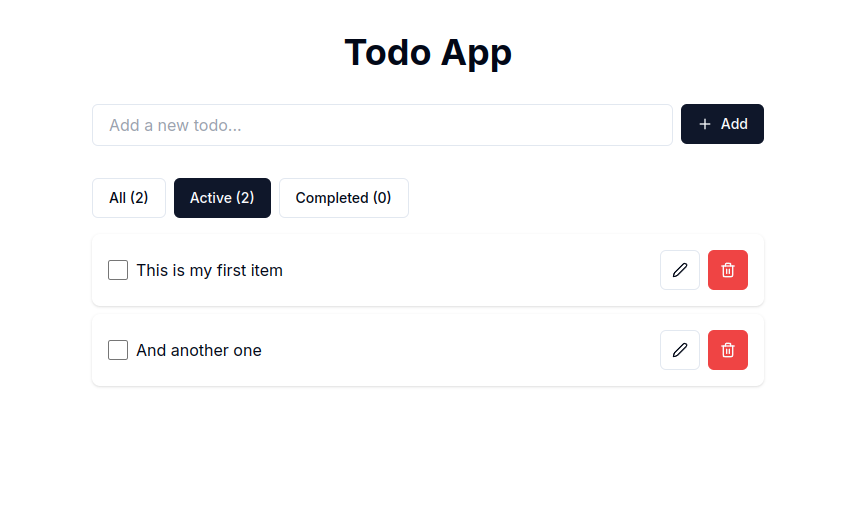 Todo App
Add a new todo...
Add
All (2) Active (2) Completed (0)
This is my first item
And another one